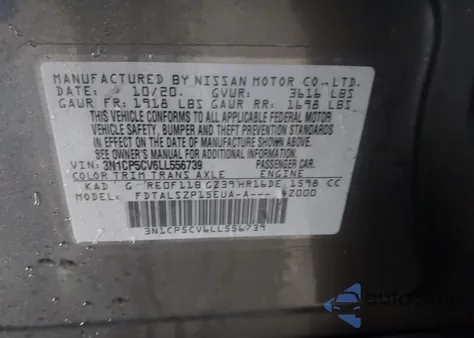 MANUFACTURED BY NISSAN MOTOR CO., LTD.
DATE: 10/20. GVWR: 3616 LBS
GAWR FR: 1918 LBS GAWR RR: 1698 LBS
THIS VEHICLE CONFORMS TO ALL APPLICABLE FEDERAL MOTOR
VEHICLE SAFETY, BUMPER AND THEFT PREVENTION STANDARDS
IN EFFECT ON THE DATE OF MANUFACTURE SHOWN ABOVE.
SEE OWNER'S MANUAL FOR ADDITIONAL INFORMATION
VIN: 3N1CP5CV6LL556739 PASSENGER CAR
COLOR TRIM TRANS AXLE ENGINE
KAD G RE0F11B GZ39 HR16DE 1598 CC
MODEL: FDTALSZP15EUA-A---
3N1CP5CV6LL556739